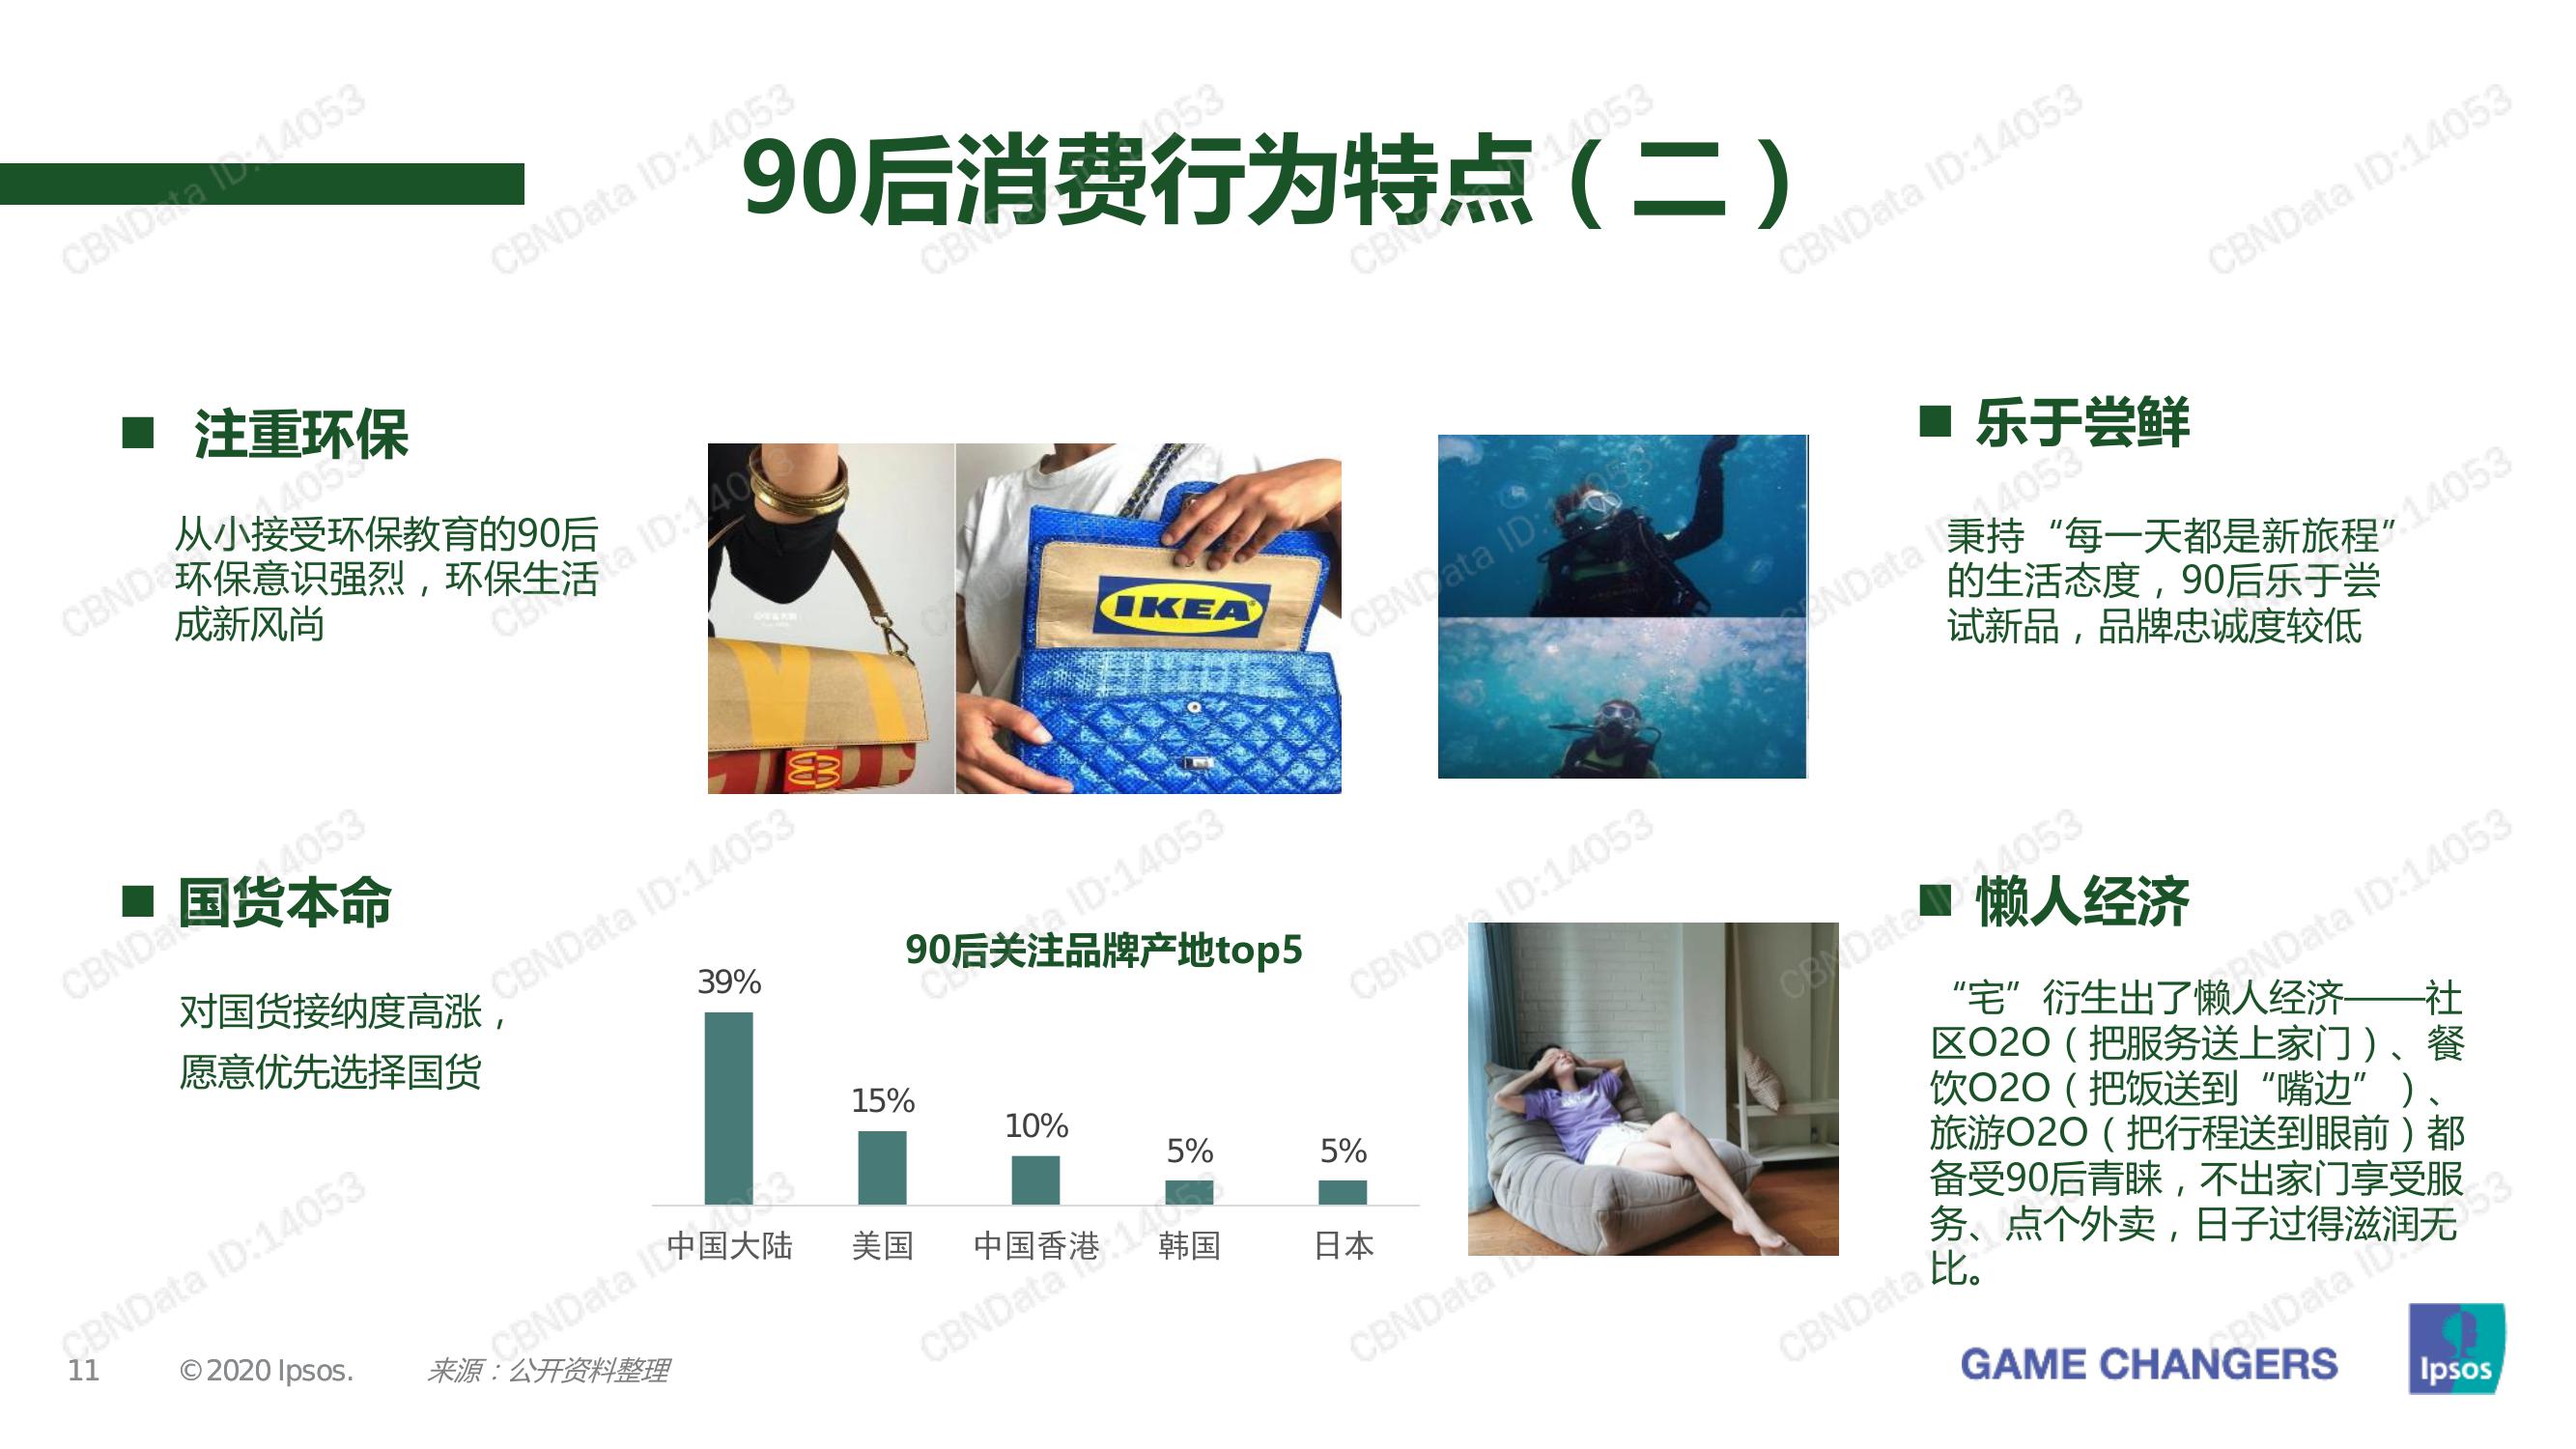 90后消费行为特点（二）
■ 注重环保
从小接受环保教育的90后
环保意识强烈，环保生活
成新风尚
IKEA
■ 乐于尝鲜
秉持“每一天都是新旅程”
的生活态度，90后乐于尝
试新品，品牌忠诚度较低
■ 国货本命
对国货接纳度高涨，
愿意优先选择国货
90后关注品牌产地top5
39%
15%
10%
5%
5%
中国大陆
美国
中国香港
韩国
日本
■ 懒人经济
“宅”衍生出了懒人经济——社
区O2O（把服务送上家门）、餐
饮O2O（把饭送到“嘴边”）、
旅游O2O（把行程送到眼前）都
备受90后青睐，不出家门享受服
务、点个外卖，日子过得滋润无
比。
11
©2020 Ipsos.
来源：公开资料整理
GAME CHANGERS
Ipsos
CBNData ID:14053